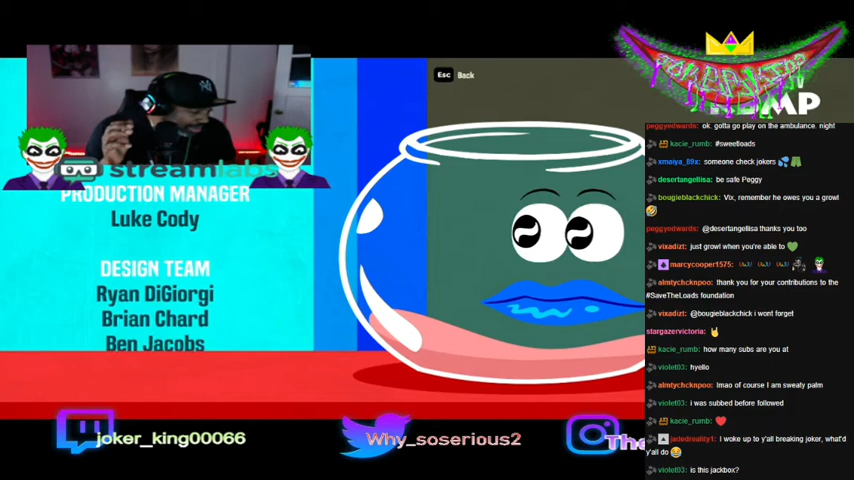 Esc Back
streamlabs
PRODUCTION MANAGER
Luke Cody
DESIGN TEAM
Ryan DiGiorgi
Brian Chard
Ben Jacobs
joker_king00066
Why_soserious2
peggyedwards: ok. gotta go play on the ambulance. night
kacie_rumb: #sweetloads
xmaiya_89x: someone check jokers
desertangellisa: be safe Peggy
bougieblackchick: Vix, remember he owes you a growl
peggyedwards: @desertangellisa thanks you too
vixadizt: just growl when you're able to
marcycooper1575:
almtychcknpoo: thank you for your contributions to the
#SaveTheLoads foundation
vixadizt: @bougieblackchick i wont forget
stargazervictoria:
kacie_rumb: how many subs are you at
violet03: hyello
almtychcknpoo: lmao of course I am sweaty palm
violet03: i was subbed before followed
kacie_rumb:
jadedreality1: I woke up to y'all breaking joker, what'd
y'all do
violet03: is this jackbox?